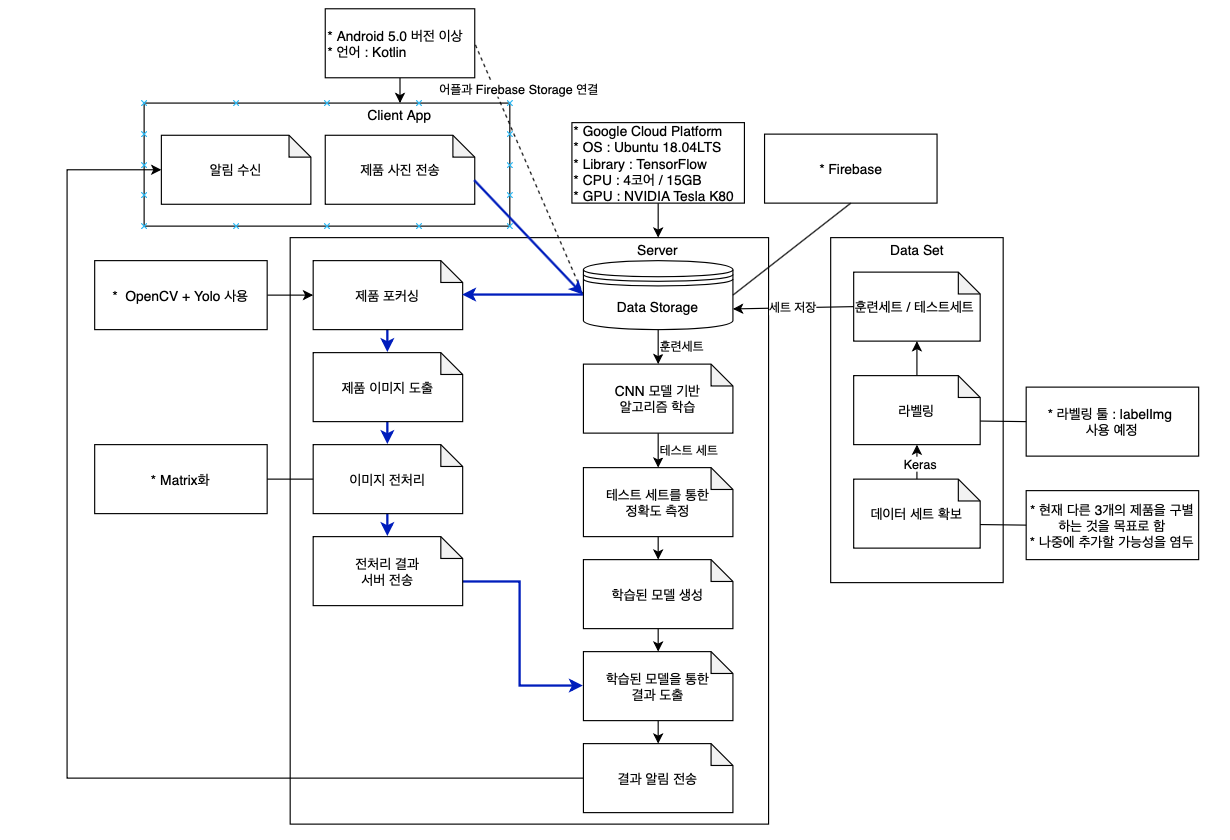 * Android 5.0 버전 이상
* 언어 : Kotlin
어플과 Firebase Storage 연결
Client App
알림 수신
제품 사진 전송
* Google Cloud Platform
* OS : Ubuntu 18.04LTS
* Library : TensorFlow
* CPU : 4코어 / 15GB
* GPU : NVIDIA Tesla K80
* Firebase
Server
Data Set
* OpenCV + Yolo 사용
제품 포커싱
Data Storage
세트 저장
훈련세트 / 테스트세트
훈련세트
제품 이미지 도출
CNN 모델 기반
알고리즘 학습
라벨링
* 라벨링 툴 : labelImg
사용 예정
테스트 세트
Keras
* Matrix화
이미지 전처리
테스트 세트를 통한
정확도 측정
데이터 세트 확보
* 현재 다른 3개의 제품을 구별
하는 것을 목표로 함
* 나중에 추가할 가능성을 염두
전처리 결과
서버 전송
학습된 모델 생성
학습된 모델을 통한
결과 도출
결과 알림 전송